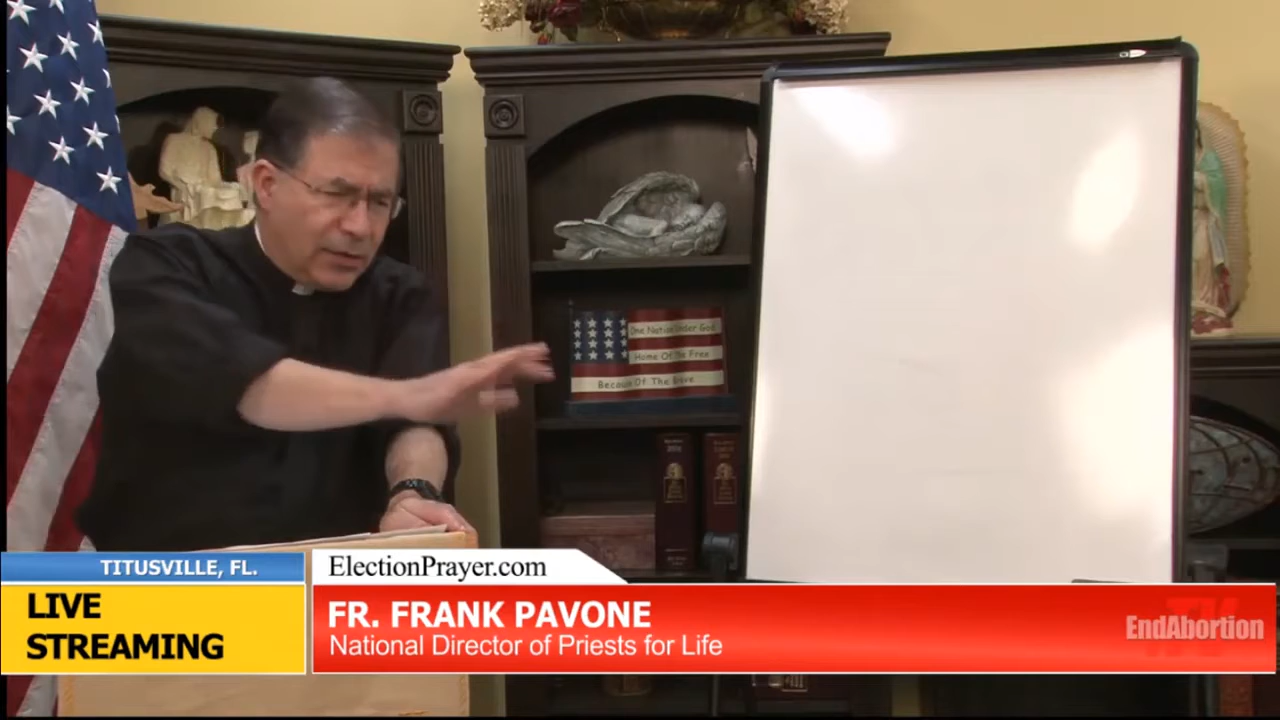 One Nation Under God
Home Of The Free
Because Of The Brave
TITUSVILLE, FL.
ElectionPrayer.com
LIVE
STREAMING
FR. FRANK PAVONE
National Director of Priests for Life
EndAbortion
TV